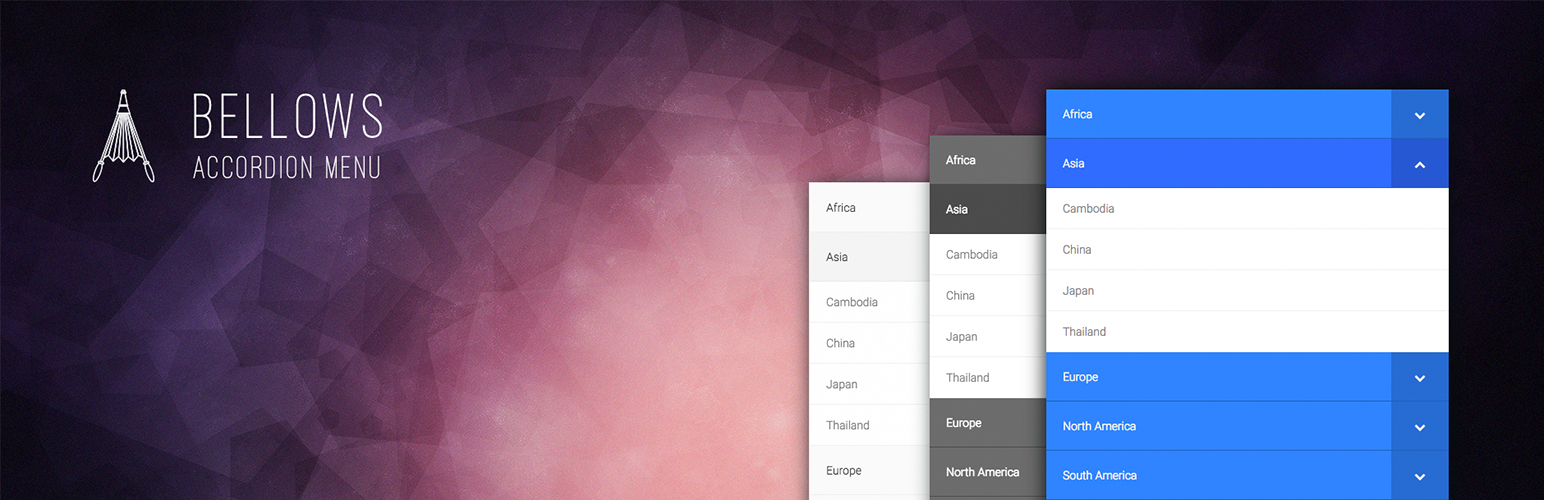 BELLOWS
ACCORDION MENU
Africa
Asia
Cambodia
China
Japan
Thailand
Europe
Africa
Asia
Cambodia
China
Japan
Thailand
Europe
North America
Africa
Asia
Cambodia
China
Japan
Thailand
Europe
North America
South America